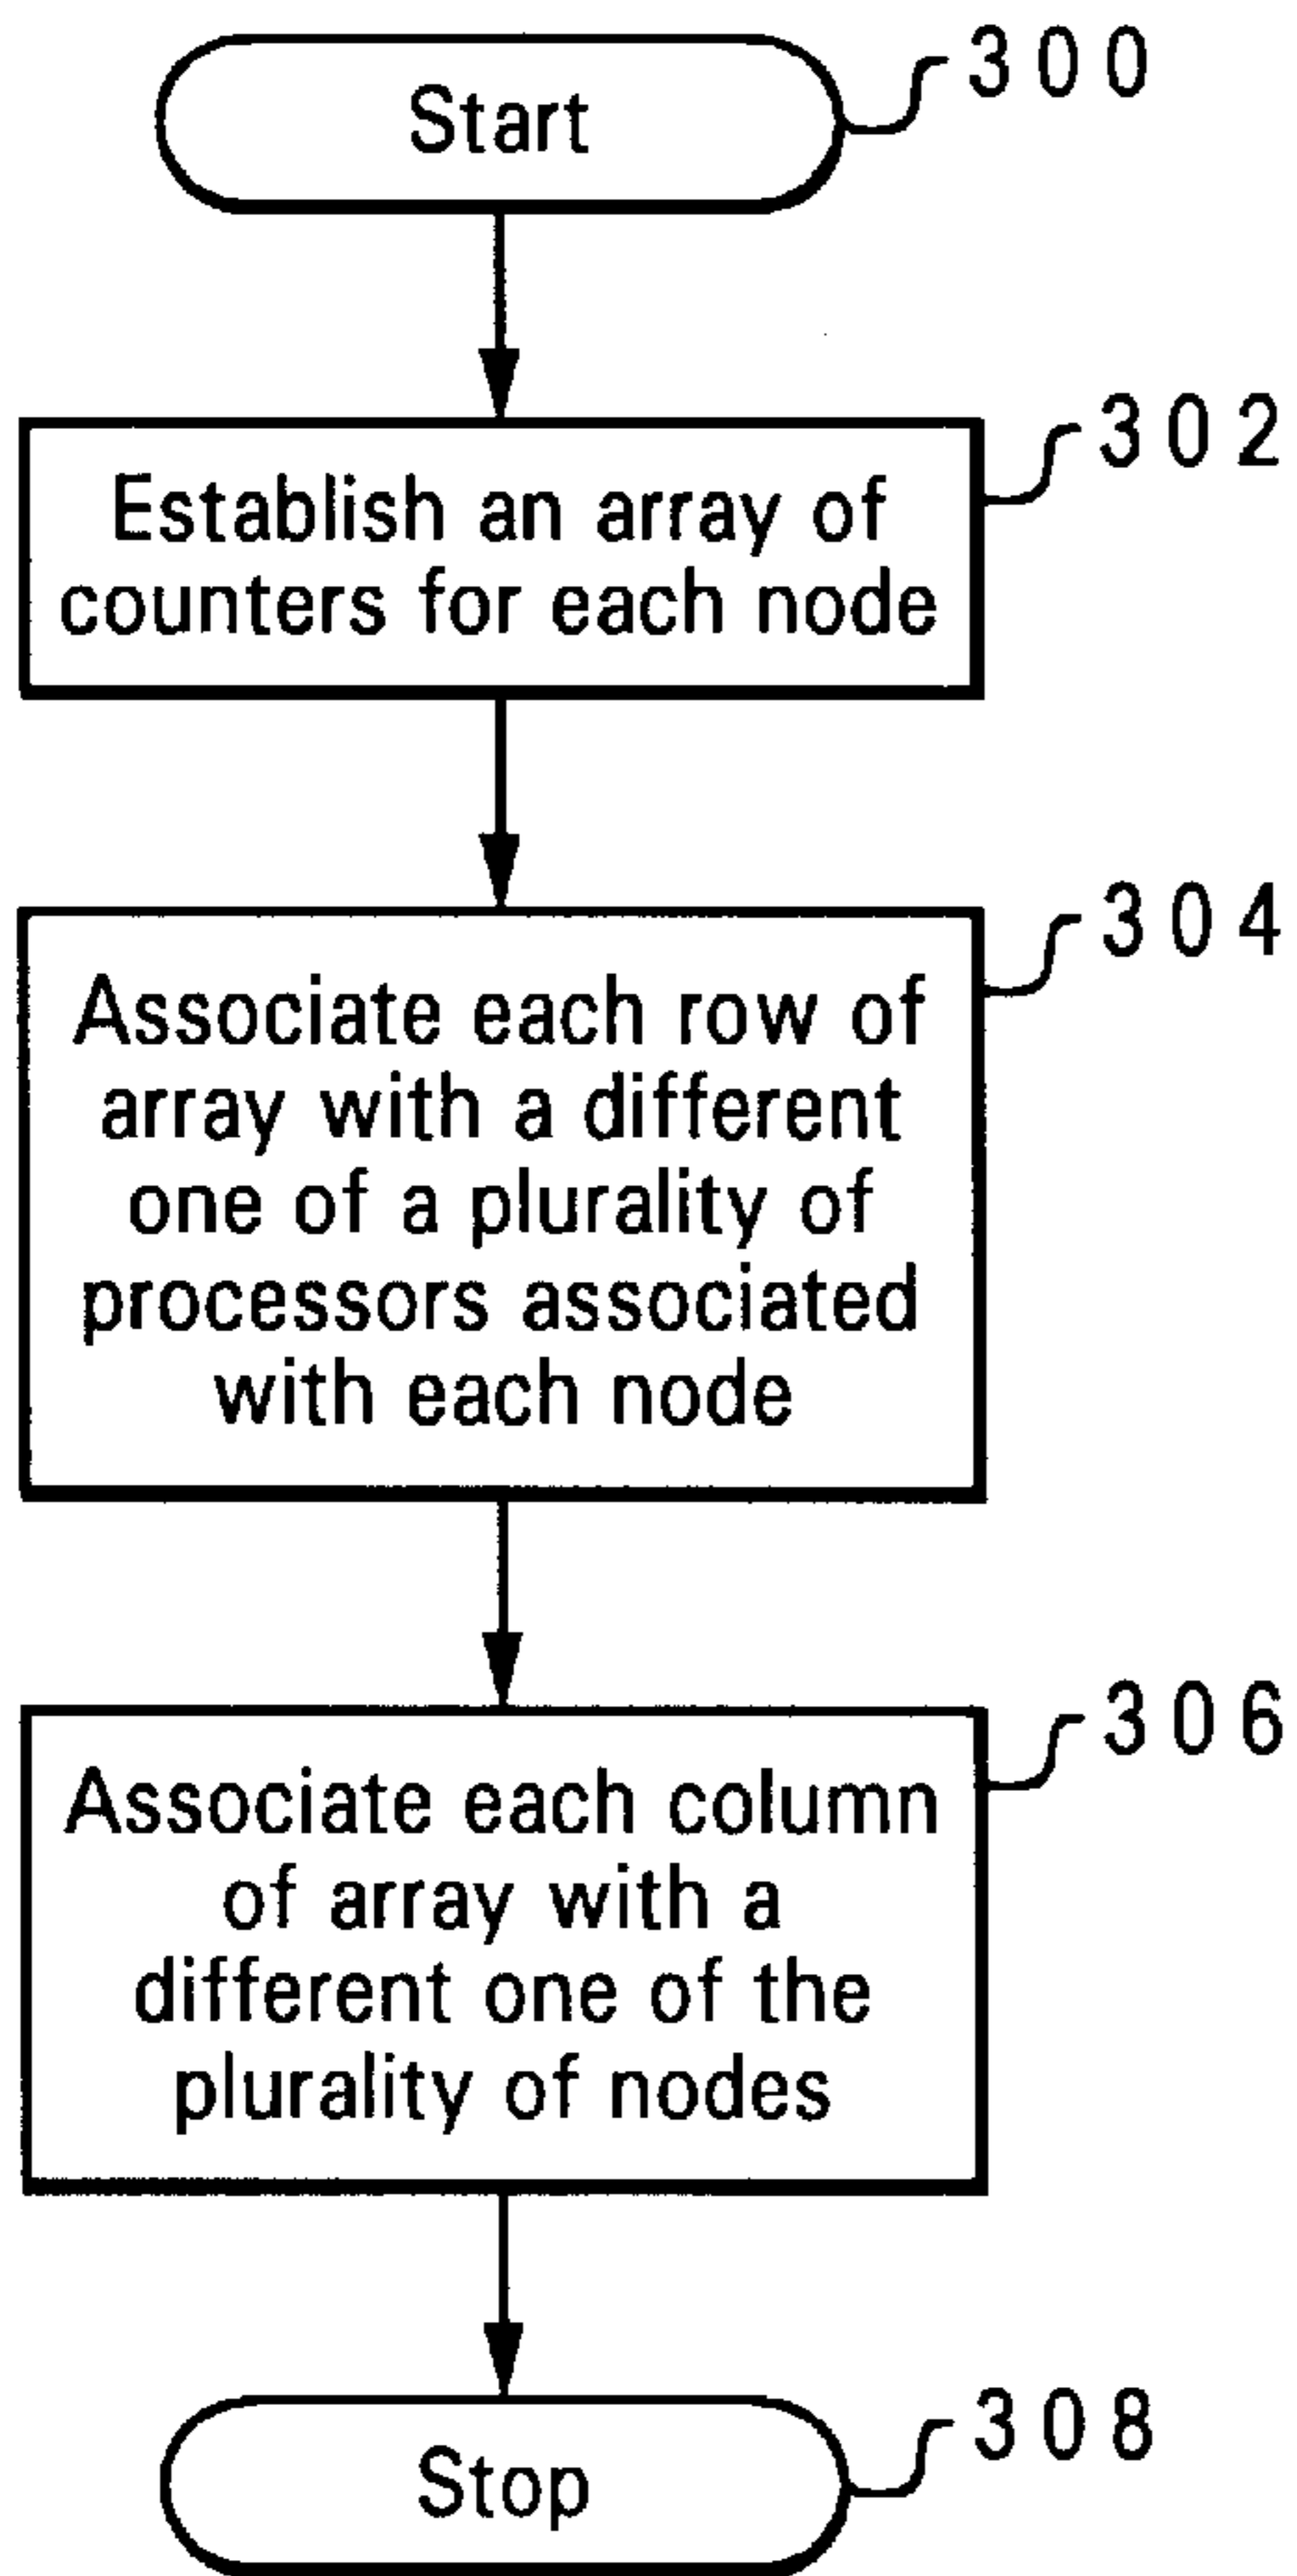 Start
300
302
Establish an array of
counters for each node
304
Associate each row of
array with a different
one of a plurality of
processors associated
with each node
306
Associate each column
of array with a
different one of the
plurality of nodes
308
Stop